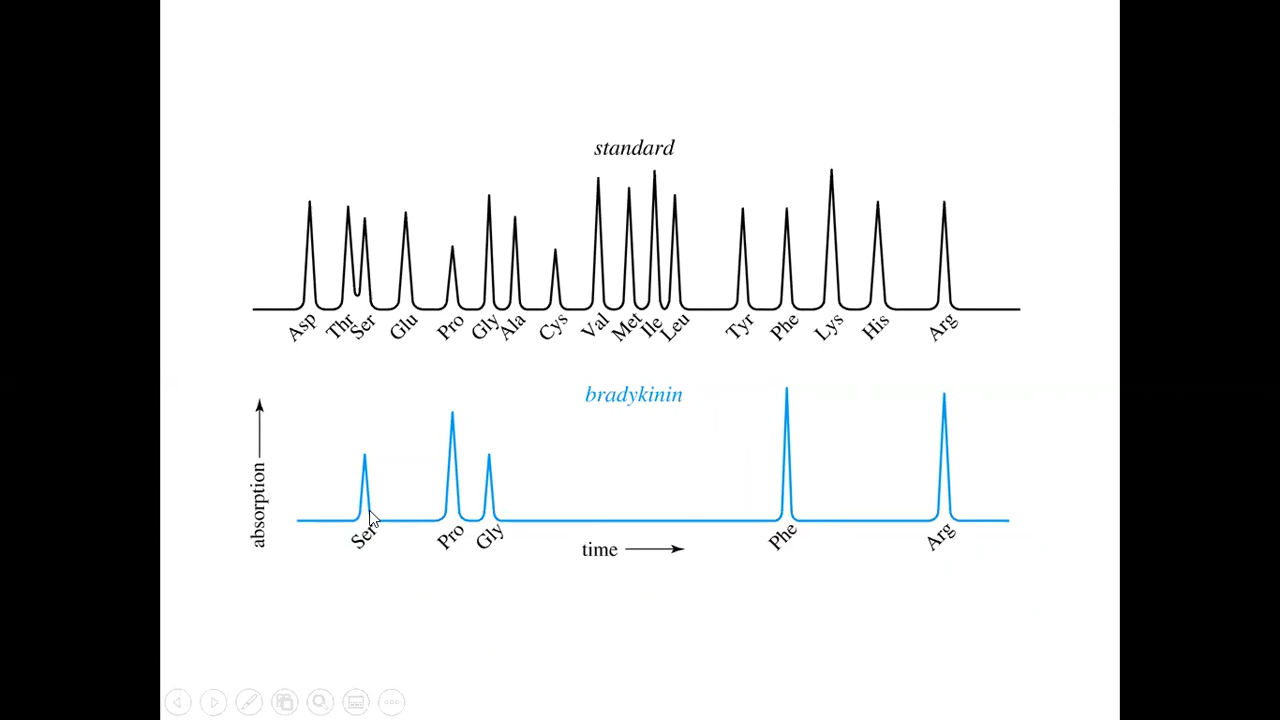 standard
Asp Thr Ser Glu Pro Gly Ala Cys Val Met Ile Leu Tyr Phe Lys His Arg
bradykinin
absorption
Ser Pro Gly Phe Arg
time